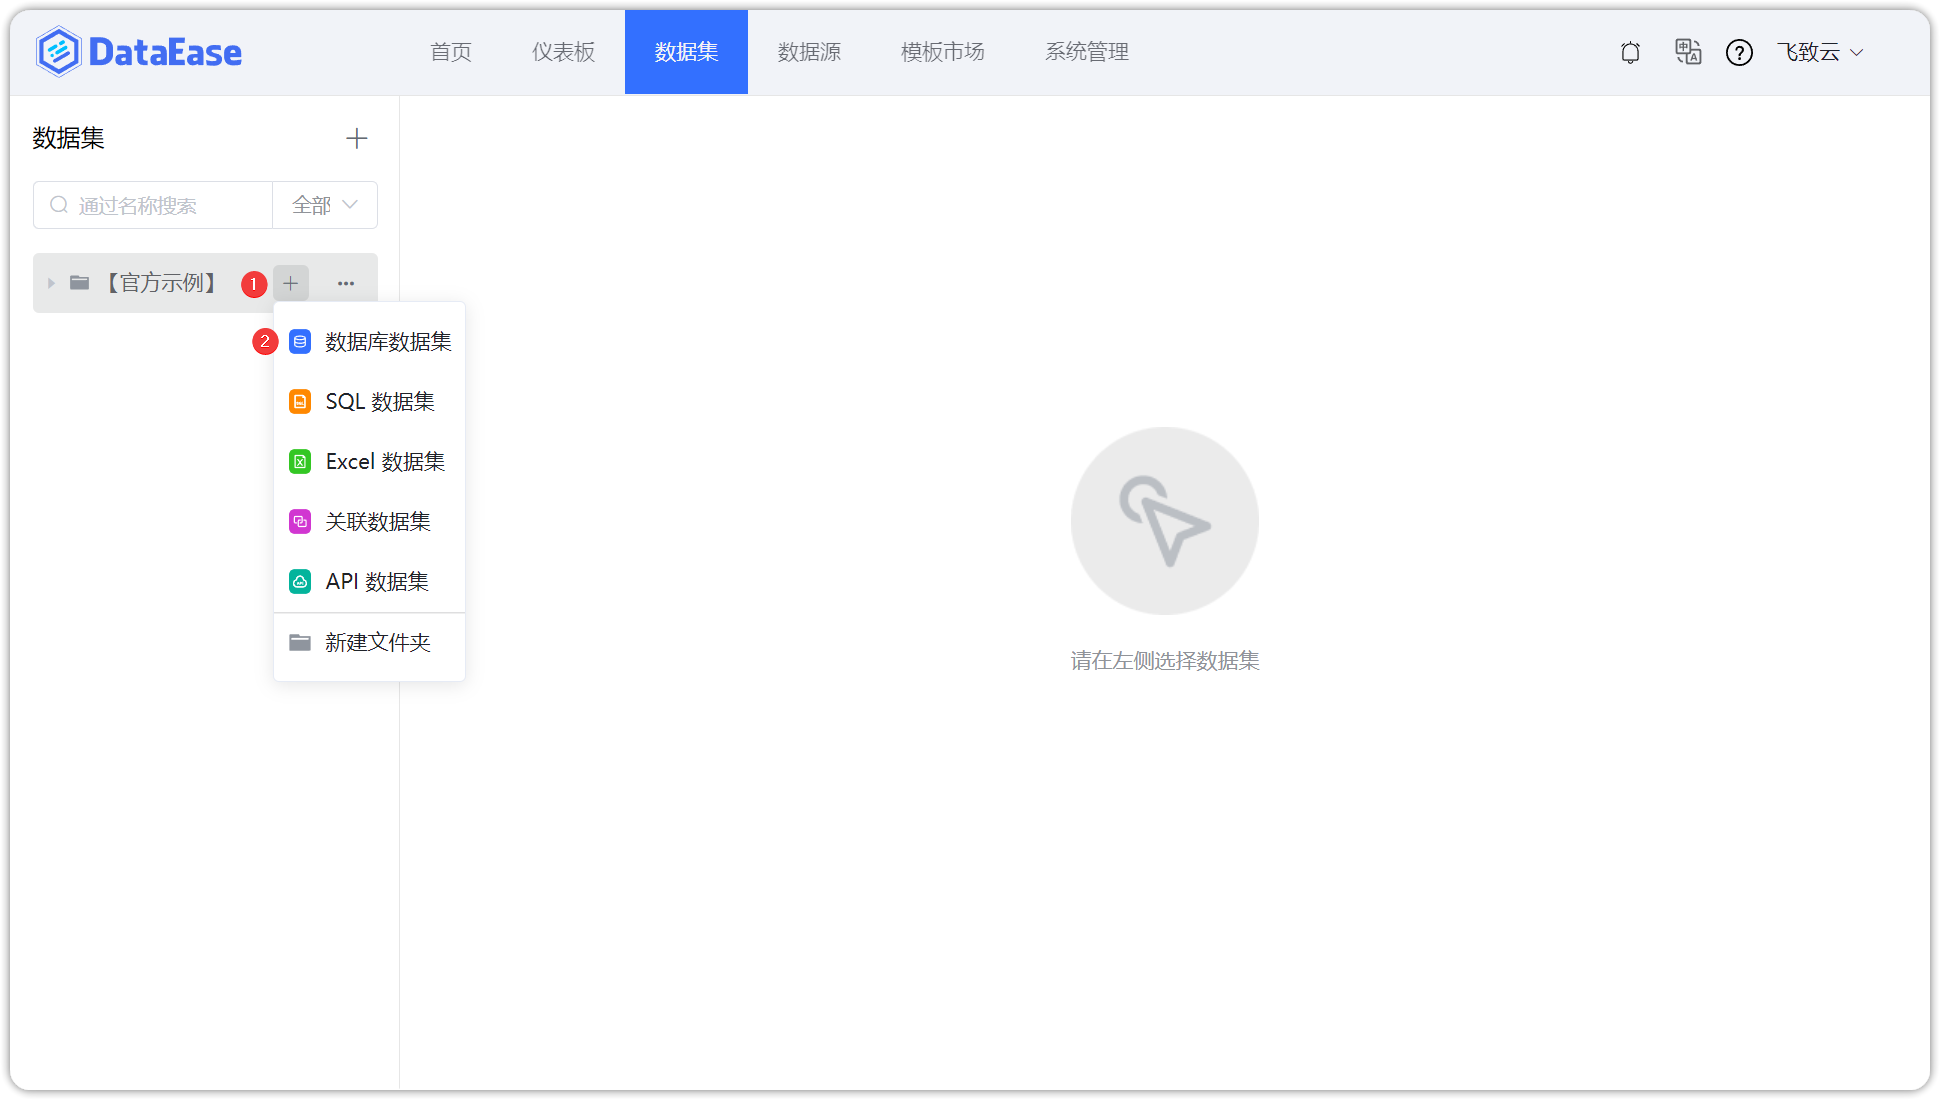 DataEase 首页 仪表板 数据集 数据源 模板市场 系统管理 飞致云
数据集
通过名称搜索 全部
【官方示例】 1
2 数据库数据集
SQL 数据集
Excel 数据集
关联数据集
API 数据集
新建文件夹
请在左侧选择数据集